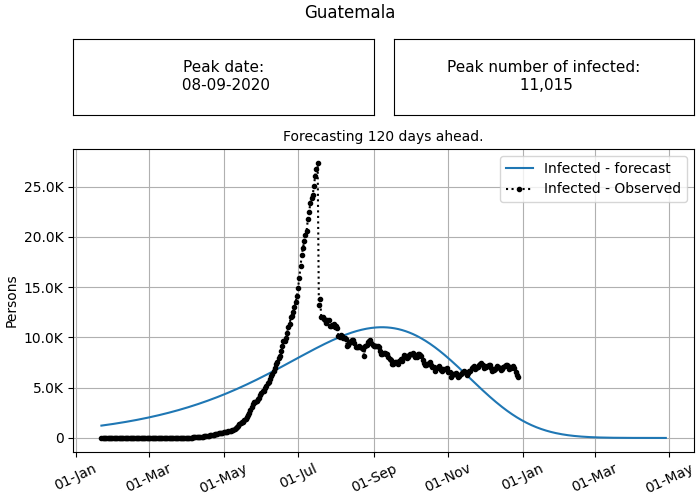 Guatemala
Peak date:
08-09-2020
Peak number of infected:
11,015
Forecasting 120 days ahead.
Infected - forecast
Infected - Observed
Persons
25.0K
20.0K
15.0K
10.0K
5.0K
0
01-Jan
01-Mar
01-May
01-Jul
01-Sep
01-Nov
01-Jan
01-Mar
01-May